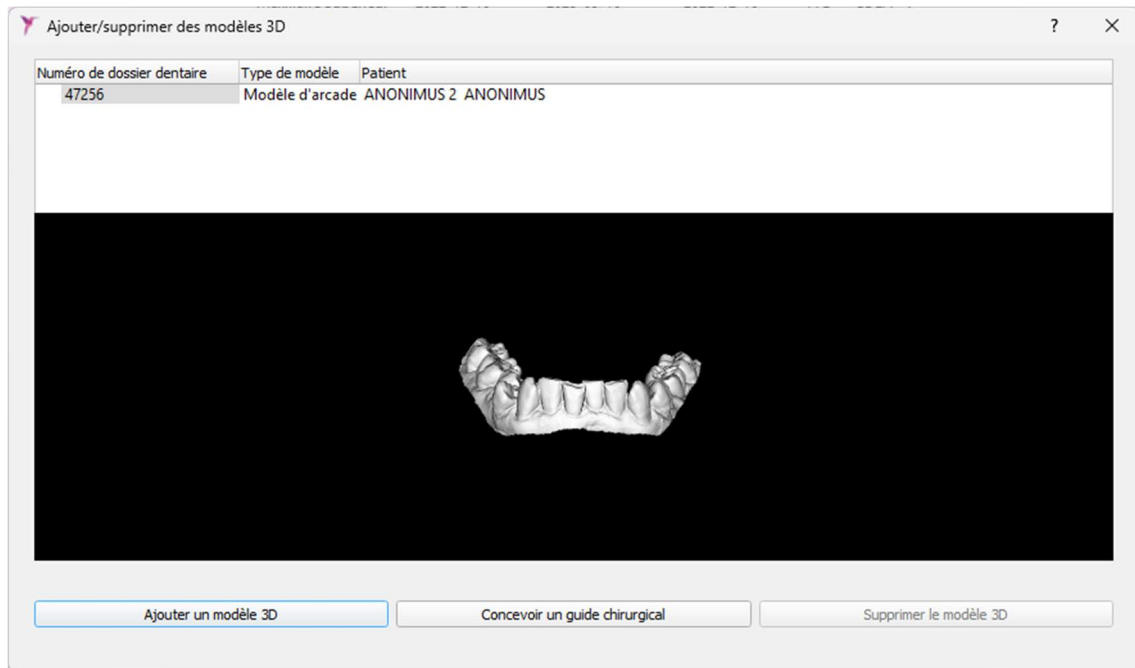 Ajouter/supprimer des modèles 3D ?
Numéro de dossier dentaire Type de modèle Patient
47256 Modèle d'arcade ANONIMUS 2 ANONIMUS
Ajouter un modèle 3D Concevoir un guide chirurgical Supprimer le modèle 3D